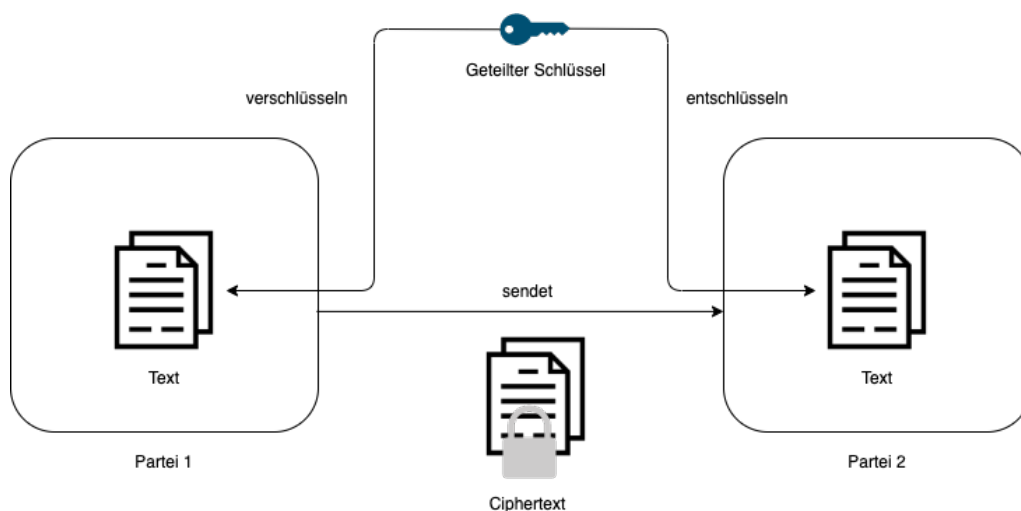 Geteilter Schlüssel
verschlüsseln
entschlüsseln
sendet
Text
Text
Partei 1
Partei 2
Ciphertext